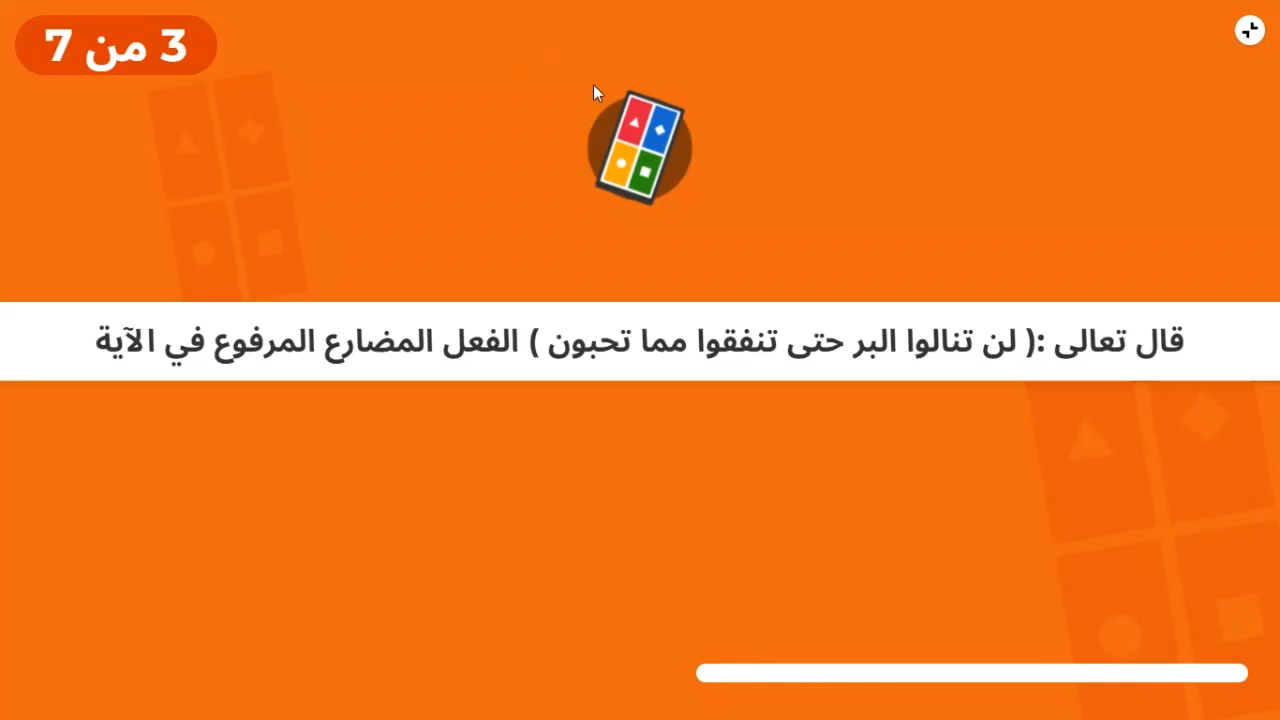 3 من 7
قال تعالى :( لن تنالوا البر حتى تنفقوا مما تحبون ) الفعل المضارع المرفوع في الآية